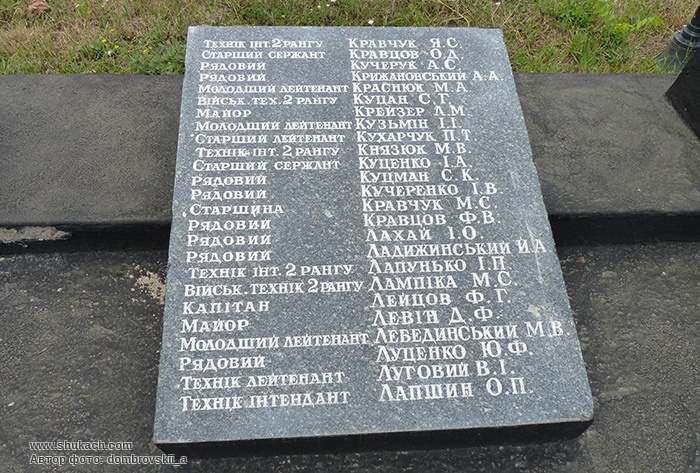 Технік інт. 2 рангу Кравчук Я.С.
Старший сержант Кравцов О.Д.
Рядовий Кучерук А.С.
Рядовий Крижановський А.А.
Молодший лейтенант Краснюк М.А.
Військ. тех. 2 рангу Куцан С.Т.
Майор Крейзер Л.М.
Молодший лейтенант Кузьмін І.І.
Старший лейтенант Кухарчук П.Т
Технік інт. 2 рангу Князюк М.В.
Старший сержант Куценко І.А.
Рядовий Куцман С.К.
Рядовий Кучеренко І.В.
Старшина Кравчук М.С.
Рядовий Кравцов Ф.В.
Рядовий Лахай І.О.
Рядовий Ладижинський Й.А
Технік інт. 2 рангу Лапунько І.П
Військ. технік 2 рангу Лампіка М.С.
Капітан Лейцов Ф.Г.
Майор Левін Д.Ф.
Молодший лейтенант Лебединський М.В.
Рядовий Луценко Ю.Ф.
Технік лейтенант Луговий В.І.
Технік інтендант Лапшин О.П.
www.shukach.com
Автор фото: dombrovskii_a